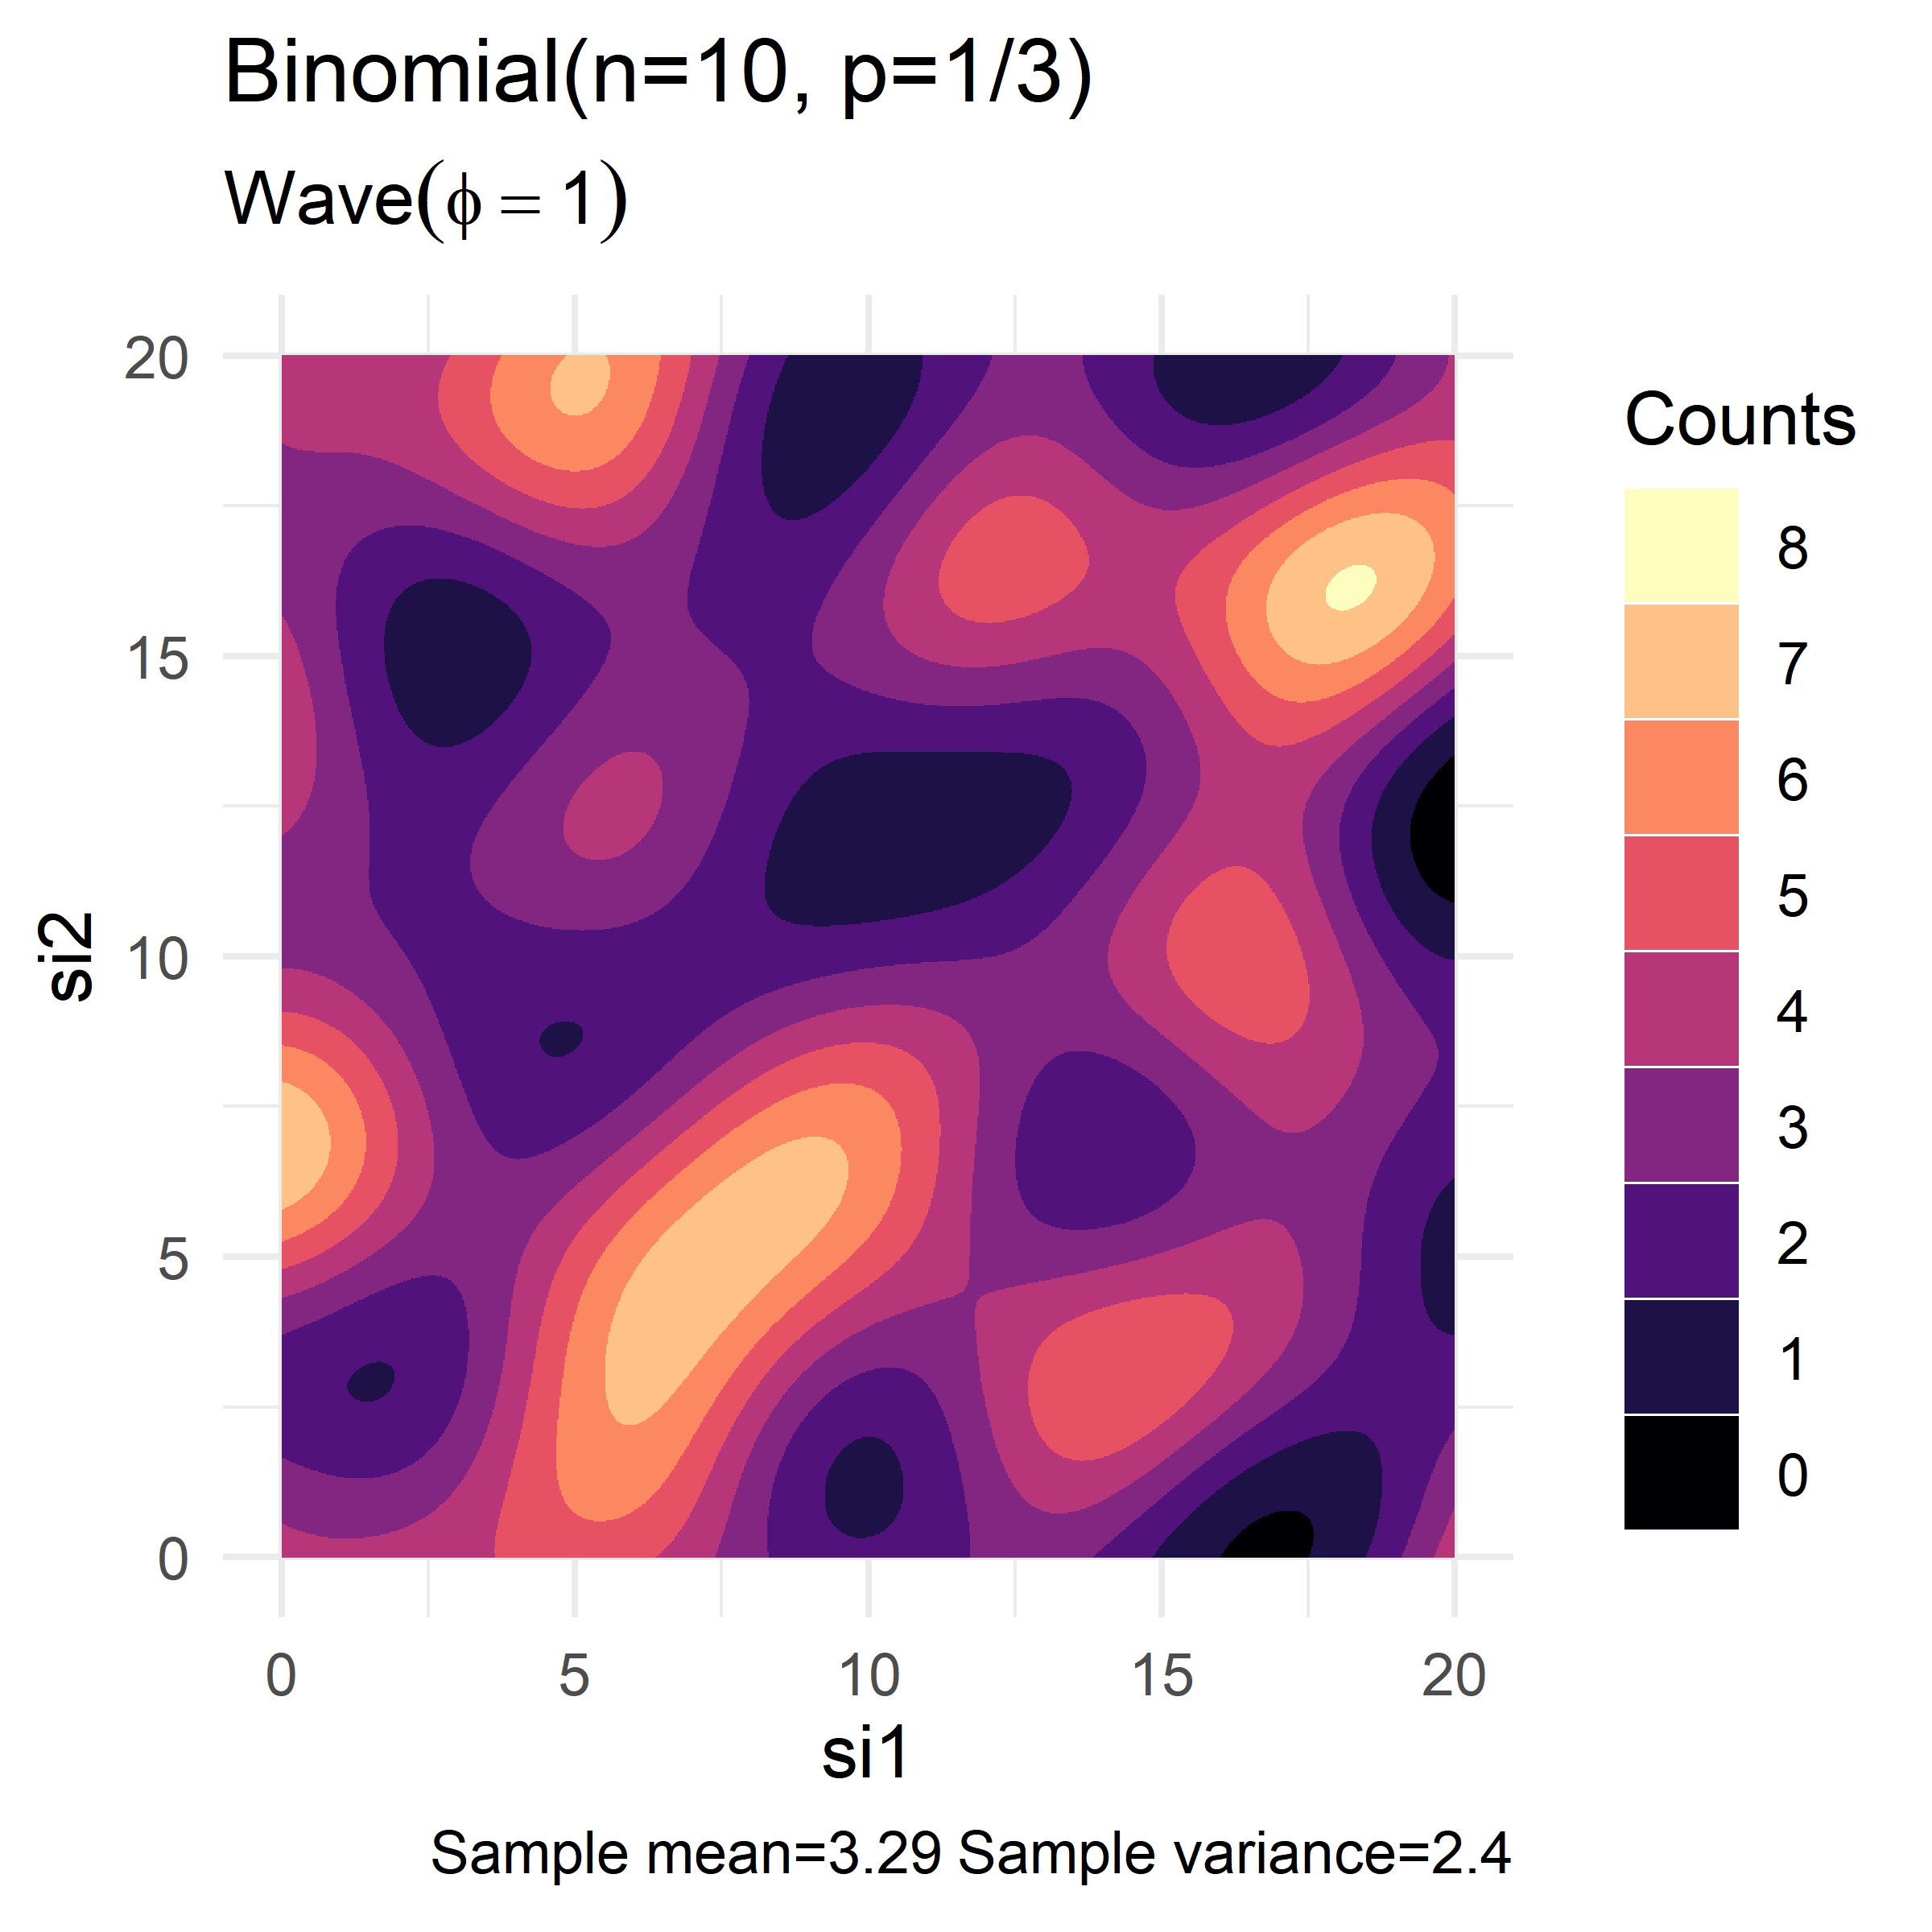 Binomial(n=10, p=1/3)
Wave(ϕ = 1)
Counts
8
7
6
5
4
3
2
1
0
si2
20
15
10
5
0
0 5 10 15 20
si1
Sample mean=3.29 Sample variance=2.4